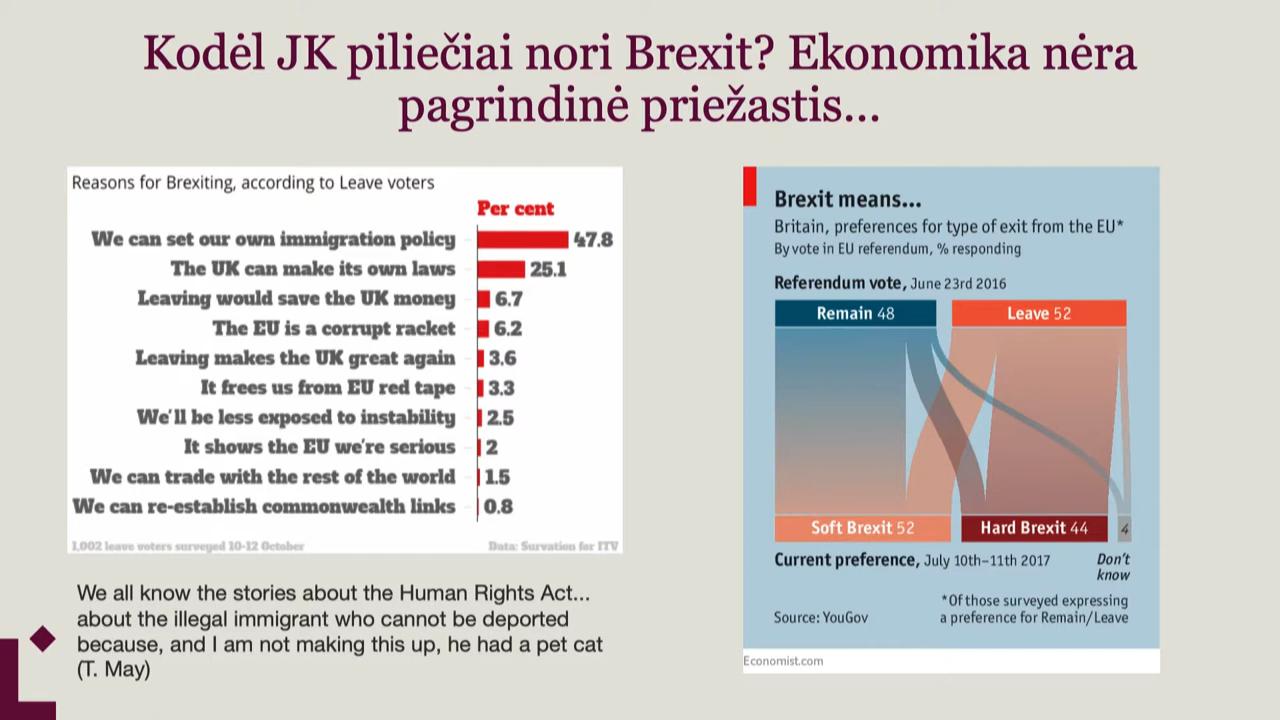 Kodėl JK piliečiai nori Brexit? Ekonomika nėra
pagrindinė priežastis...
Reasons for Brexiting, according to Leave voters
Per cent
We can set our own immigration policy 47.8
The UK can make its own laws 25.1
Leaving would save the UK money 6.7
The EU is a corrupt racket 6.2
Leaving makes the UK great again 3.6
It frees us from EU red tape 3.3
We'll be less exposed to instability 2.5
It shows the EU we're serious 2
We can trade with the rest of the world 1.5
We can re-establish commonwealth links 0.8
1,002 leave voters surveyed 10-12 October Data: Survation for ITV
We all know the stories about the Human Rights Act...
about the illegal immigrant who cannot be deported
because, and I am not making this up, he had a pet cat
(T. May)
Brexit means...
Britain, preferences for type of exit from the EU*
By vote in EU referendum, % responding
Referendum vote, June 23rd 2016
Remain 48 Leave 52
Soft Brexit 52 Hard Brexit 44 4
Current preference, July 10th–11th 2017 Don't
know
*Of those surveyed expressing
Source: YouGov a preference for Remain/Leave
Economist.com